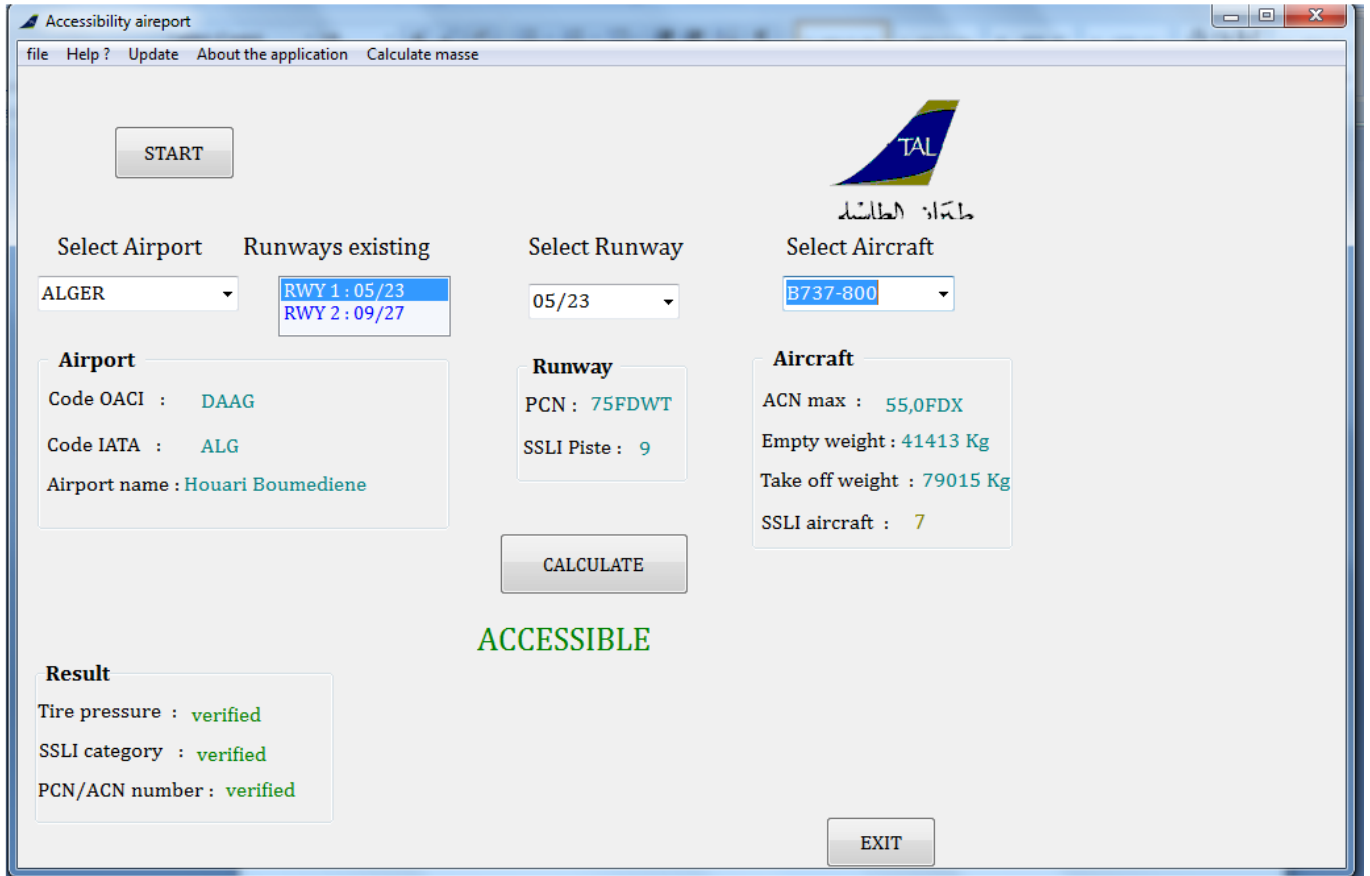 Accessibility aireport
file Help ? Update About the application Calculate masse
START
TAL
طيران الطاسيلي
Select Airport Runways existing Select Runway Select Aircraft
ALGER
RWY 1 : 05/23
RWY 2 : 09/27
05/23
B737-800
Airport
Code OACI : DAAG
Code IATA : ALG
Airport name : Houari Boumediene
Runway
PCN : 75FDWT
SSLI Piste : 9
Aircraft
ACN max : 55,0FDX
Empty weight : 41413 Kg
Take off weight : 79015 Kg
SSLI aircraft : 7
CALCULATE
ACCESSIBLE
Result
Tire pressure : verified
SSLI category : verified
PCN/ACN number : verified
EXIT